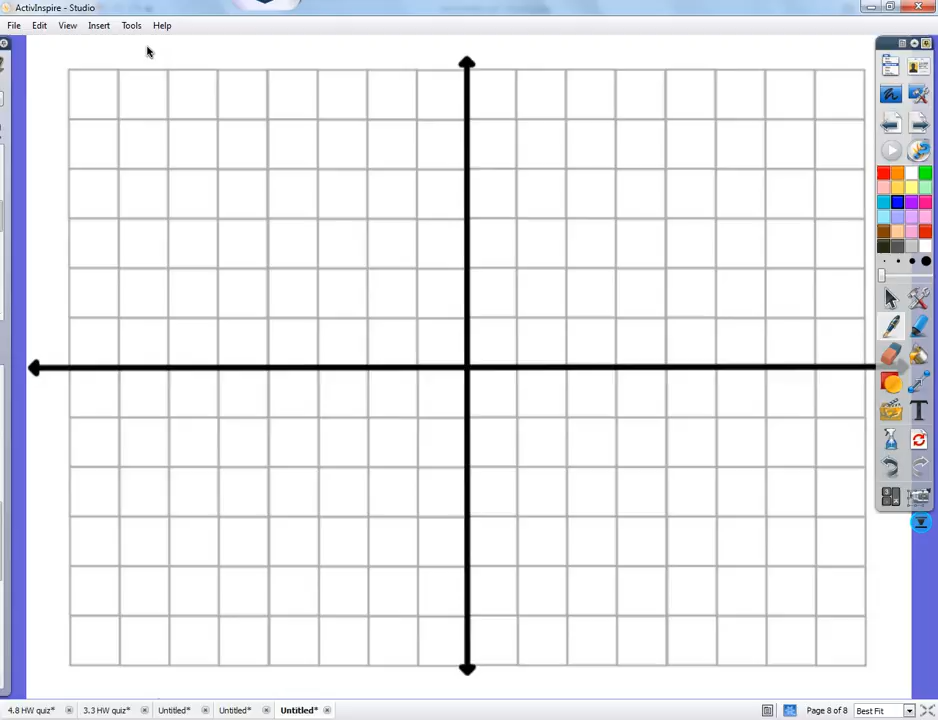 ActivInspire - Studio
File Edit View Insert Tools Help
4.8 HW quiz* 3.3 HW quiz* Untitled* Untitled* Untitled* Page 8 of 8 Best Fit